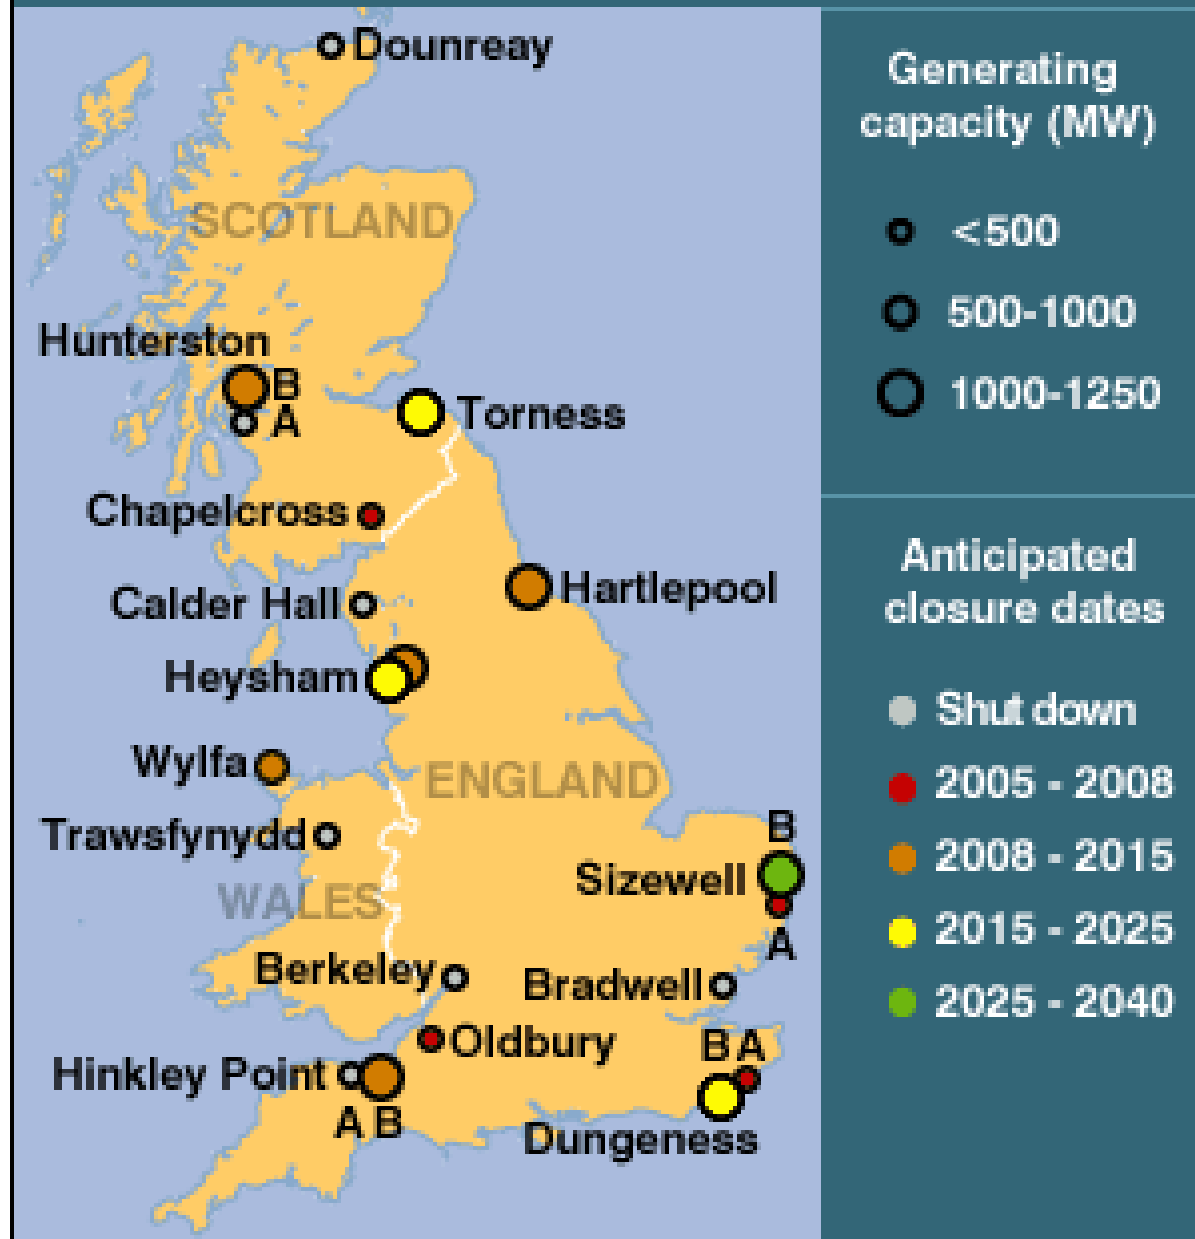 Dounreay
SCOTLAND
Hunterston
B
A
Torness
Chapelcross
Calder Hall
Hartlepool
Heysham
Wylfa
ENGLAND
Trawsfynydd
B
Sizewell
A
WALES
Berkeley
Bradwell
Oldbury
B A
Hinkley Point
A B
Dungeness
Generating
capacity (MW)
<500
500-1000
1000-1250
Anticipated
closure dates
Shut down
2005 - 2008
2008 - 2015
2015 - 2025
2025 - 2040